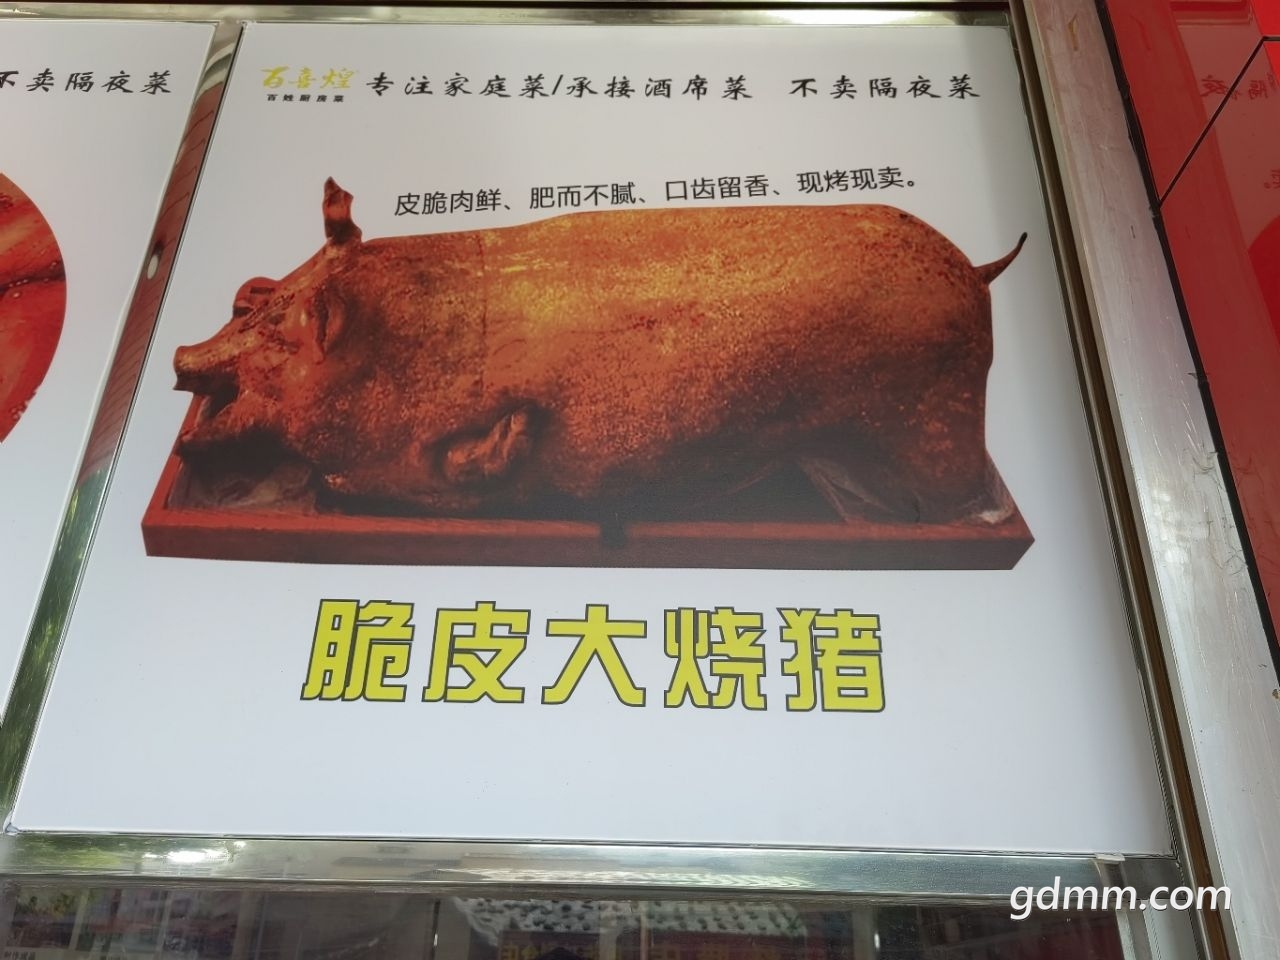 不卖隔夜菜
百喜煌 专注家庭菜/承接酒席菜 不卖隔夜菜
百姓厨房菜
皮脆肉鲜、肥而不腻、口齿留香、现烤现卖。
脆皮大烧猪
gdmm.com